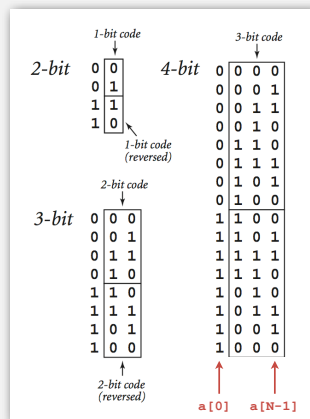 1-bit code
2-bit 0 0
0 1
1 1
1 0
1-bit code
(reversed)
2-bit code
3-bit 0 0 0
0 0 1
0 1 1
0 1 0
1 1 0
1 1 1
1 0 1
1 0 0
2-bit code
(reversed)
3-bit code
4-bit 0 0 0 0
0 0 0 1
0 0 1 1
0 0 1 0
0 1 1 0
0 1 1 1
0 1 0 1
0 1 0 0
1 1 0 0
1 1 0 1
1 1 1 1
1 1 1 0
1 0 1 0
1 0 1 1
1 0 0 1
1 0 0 0
a[0] a[N-1]